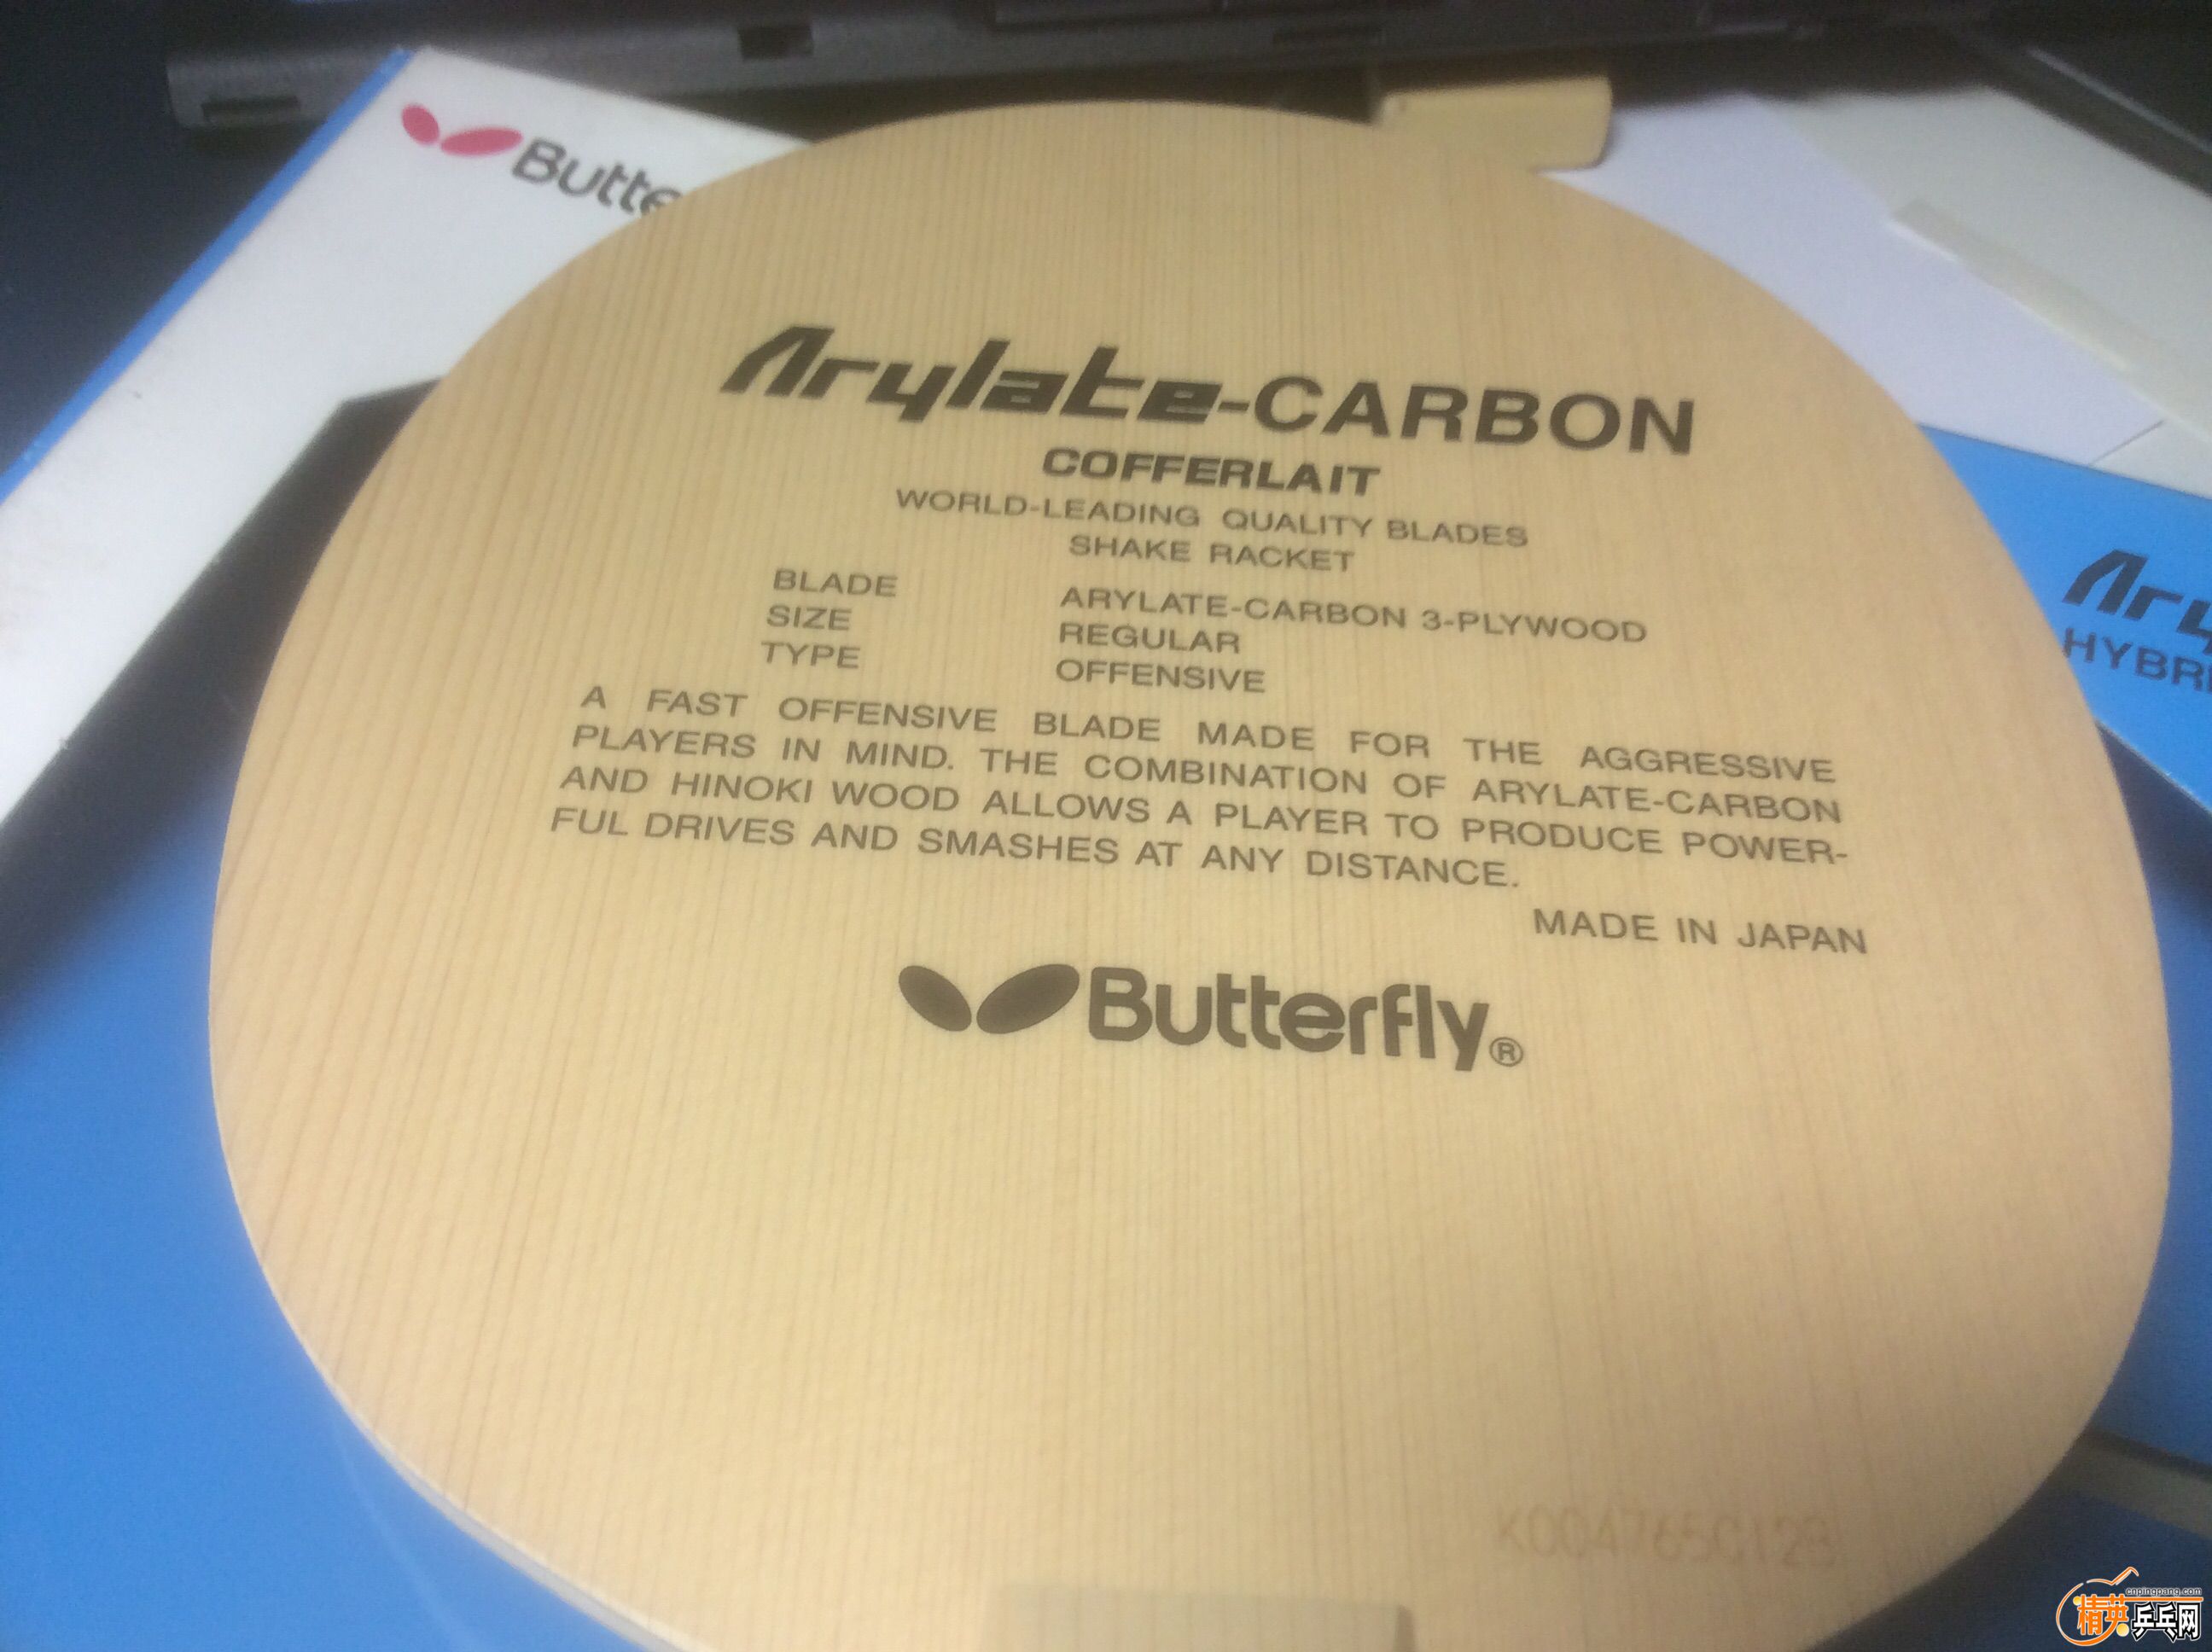 Butte
Arylate-CARBON
COFFERLAIT
WORLD-LEADING QUALITY BLADES
SHAKE RACKET
BLADE ARYLATE-CARBON 3-PLYWOOD
SIZE REGULAR
TYPE OFFENSIVE
A FAST OFFENSIVE BLADE MADE FOR THE AGGRESSIVE
PLAYERS IN MIND. THE COMBINATION OF ARYLATE-CARBON
AND HINOKI WOOD ALLOWS A PLAYER TO PRODUCE POWER-
FUL DRIVES AND SMASHES AT ANY DISTANCE.
MADE IN JAPAN
Butterfly®
Ary
HYBRI
cnpingpang.com
精英乒乓网